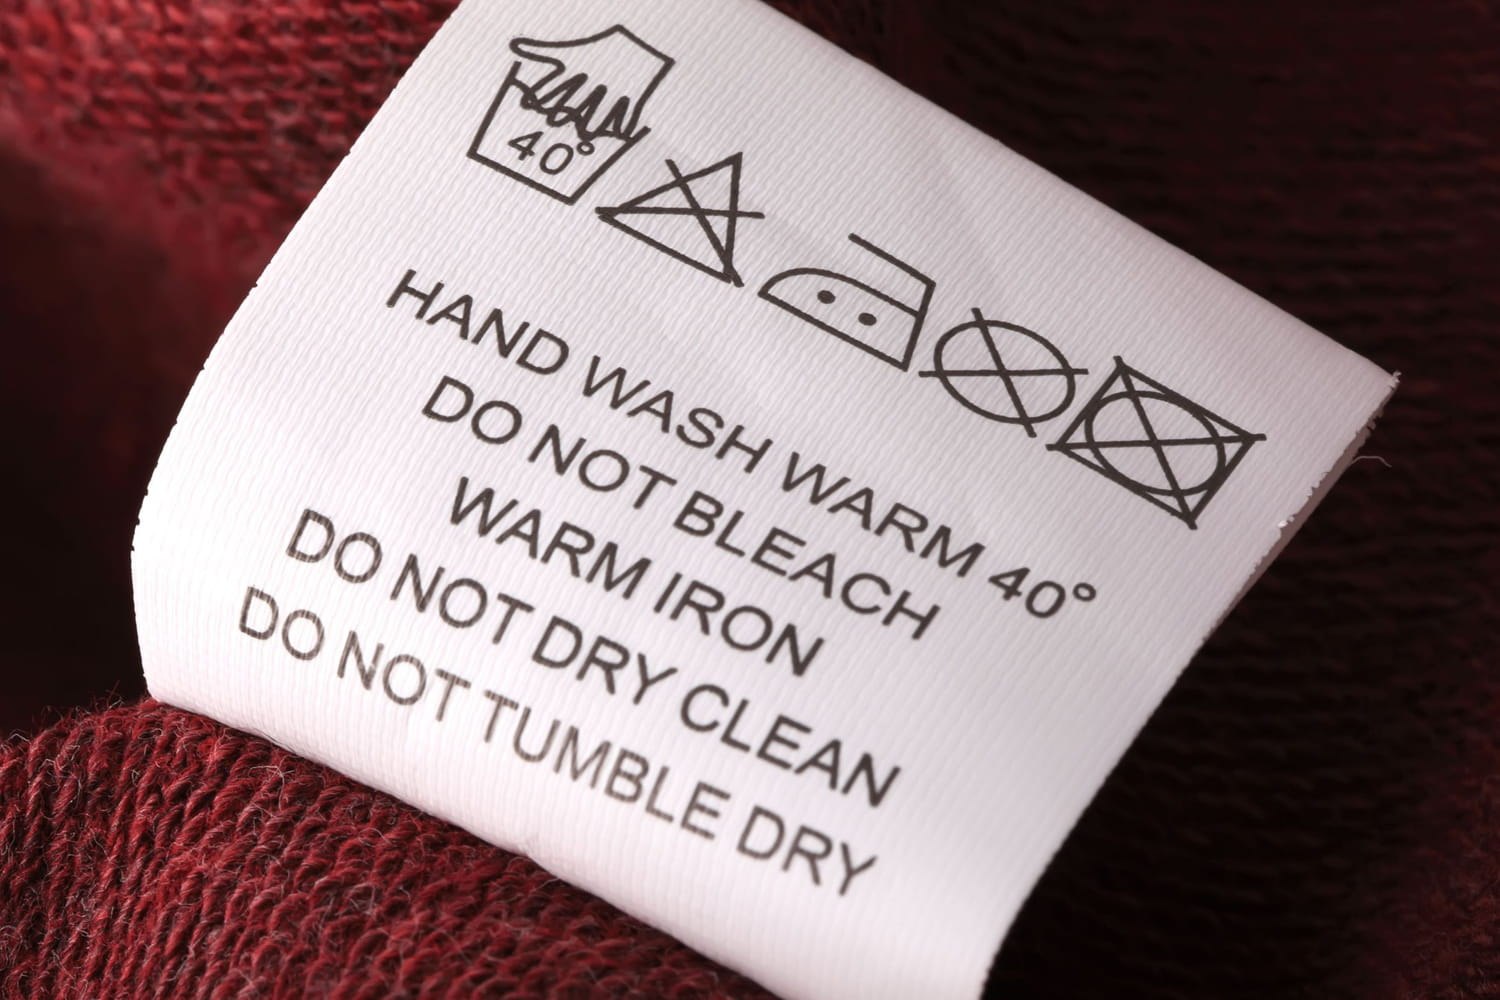 40°
HAND WASH WARM 40°
DO NOT BLEACH
WARM IRON
DO NOT DRY CLEAN
DO NOT TUMBLE DRY